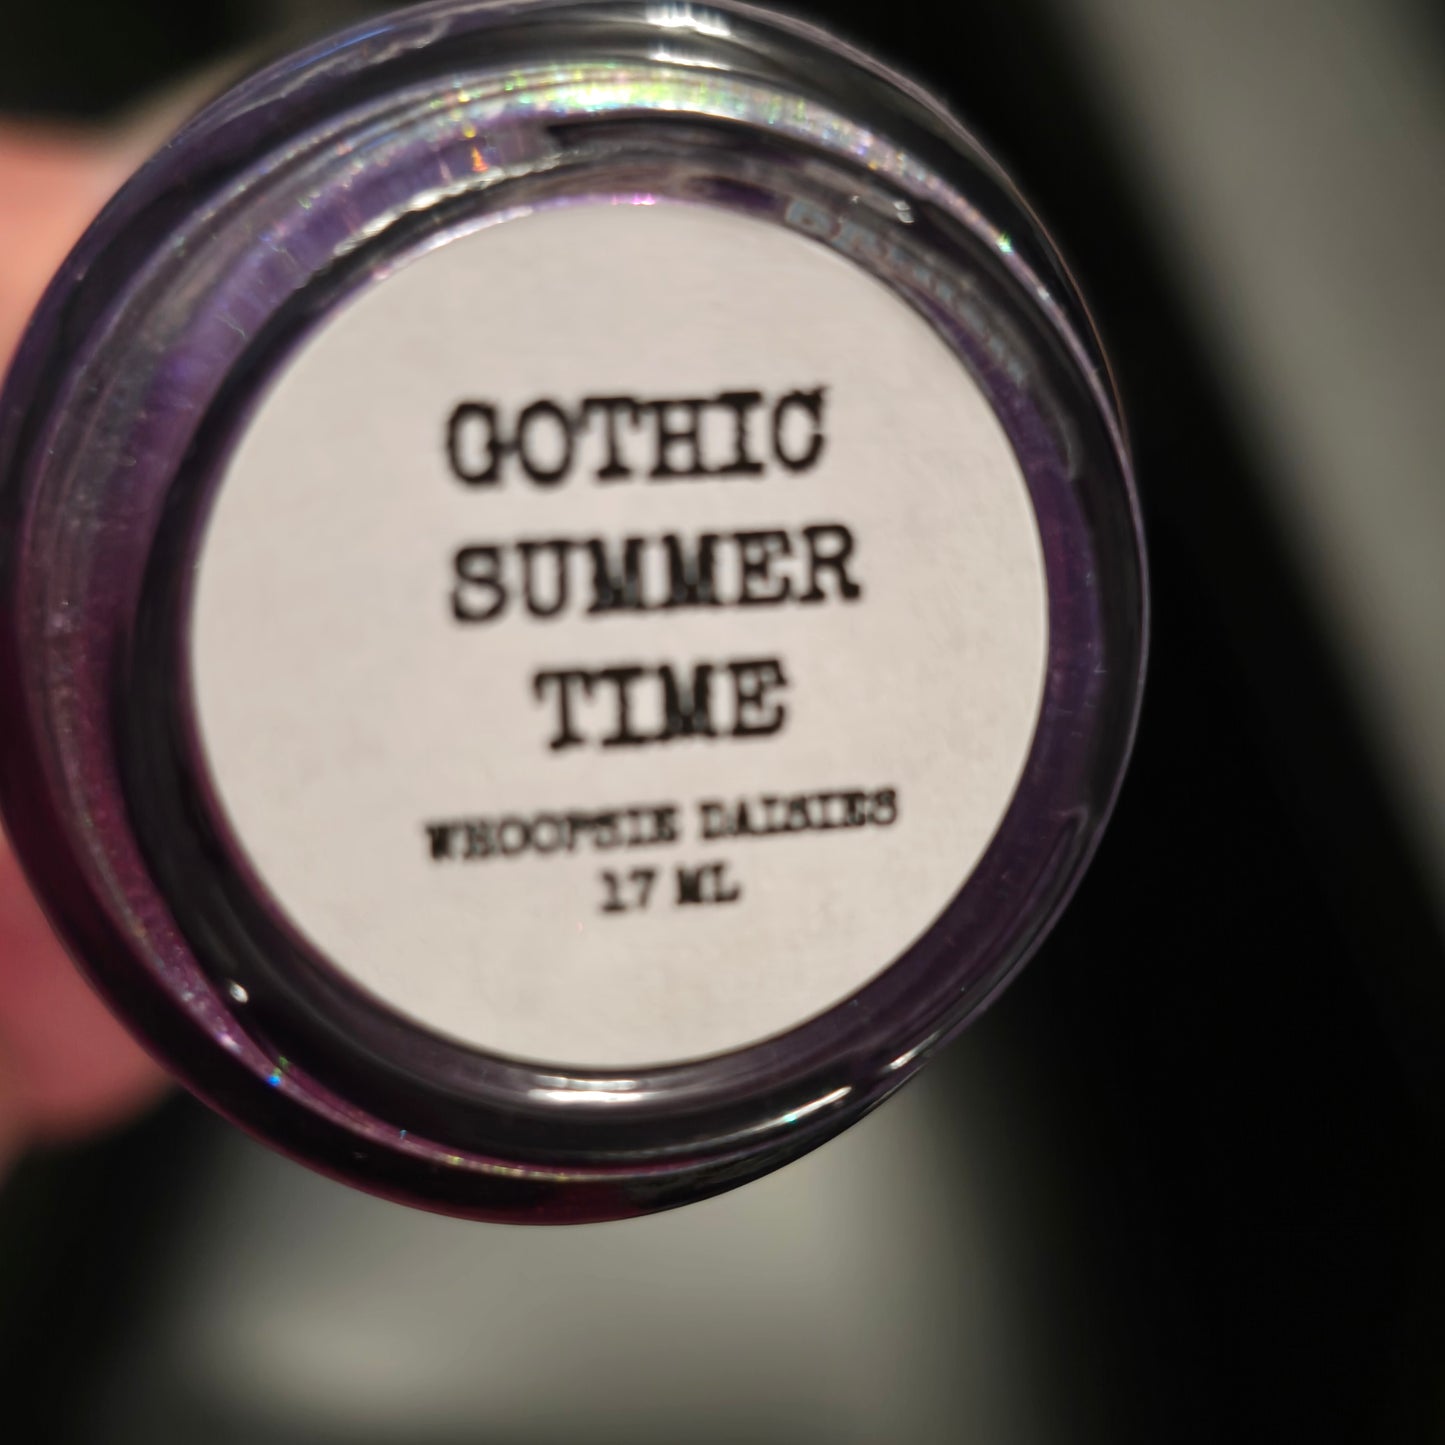 GOTHIC
SUMMER
TIME
WHOOPSIE DAISIES
17 ML